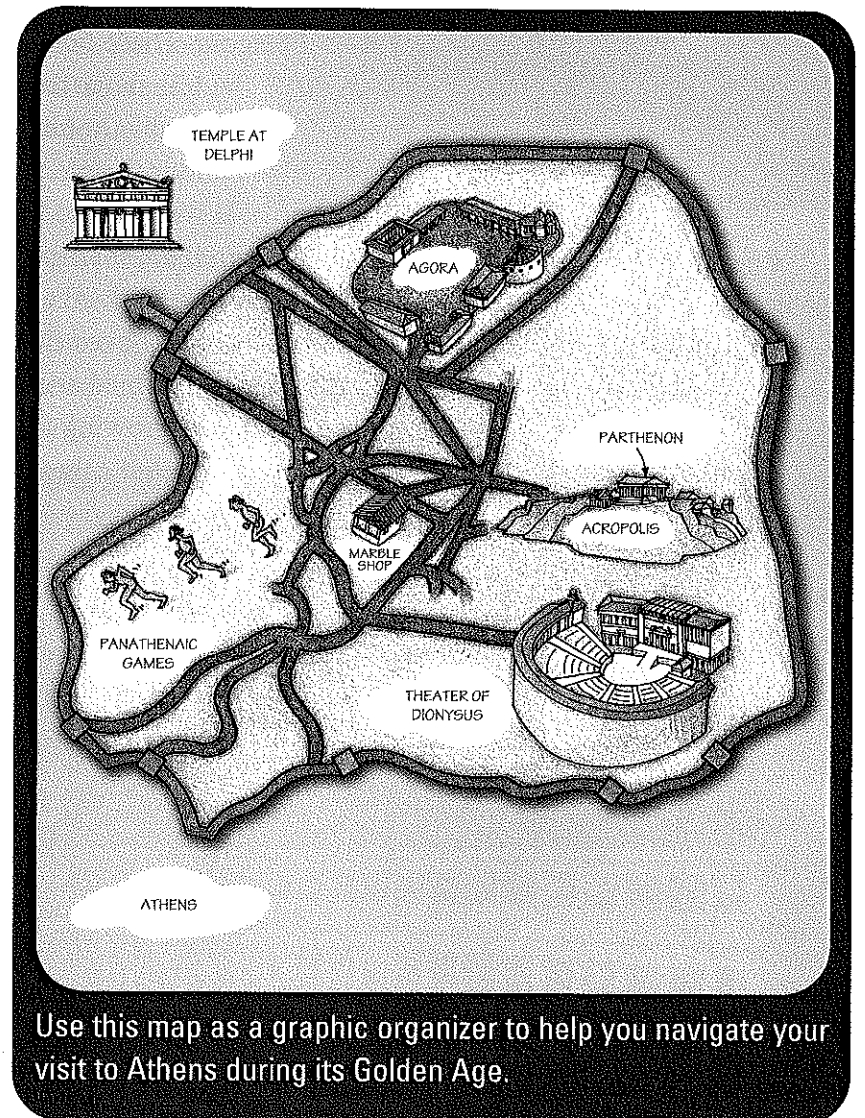 TEMPLE AT
DELPHI
AGORA
PARTHENON
ACROPOLIS
MARBLE
SHOP
PANATHENAIC
GAMES
THEATER OF
DIONYSUS
ATHENS
Use this map as a graphic organizer to help you navigate your
visit to Athens during its Golden Age.